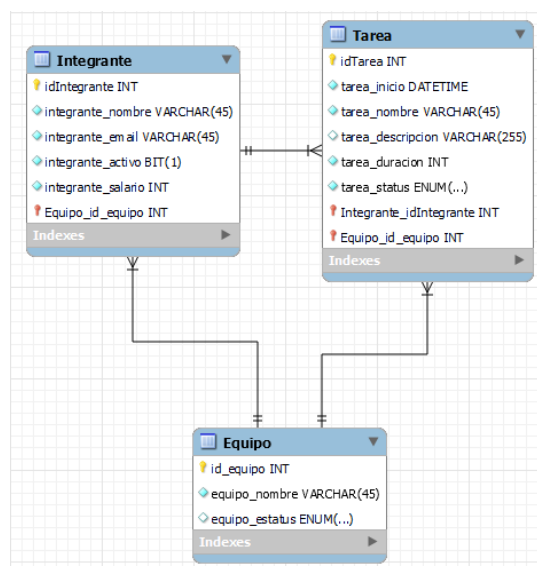 Integrante
idIntegrante INT
integrante_nombre VARCHAR(45)
integrante_email VARCHAR(45)
integrante_activo BIT(1)
integrante_salario INT
Equipo_id_equipo INT
Indexes
Tarea
idTarea INT
tarea_inicio DATETIME
tarea_nombre VARCHAR(45)
tarea_descripcion VARCHAR(255)
tarea_duracion INT
tarea_status ENUM(...)
Integrante_idIntegrante INT
Equipo_id_equipo INT
Indexes
Equipo
id_equipo INT
equipo_nombre VARCHAR(45)
equipo_estatus ENUM(...)
Indexes